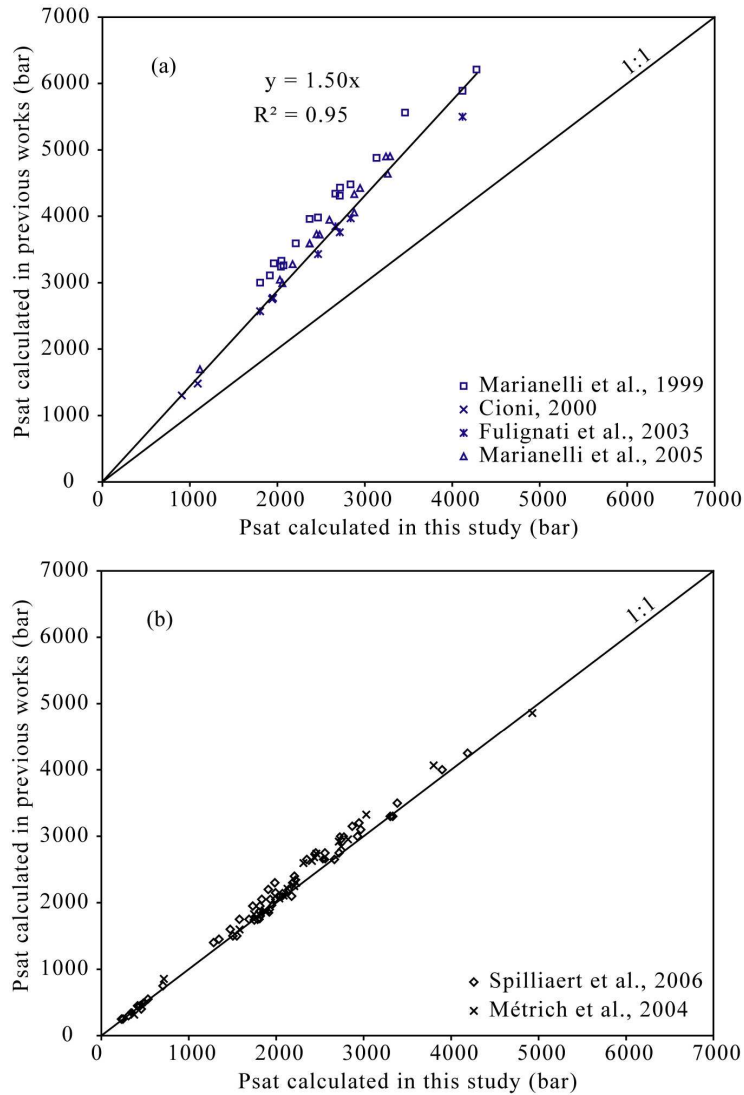 7000
6000
5000
4000
3000
2000
1000
0
Psat calculated in previous works (bar)
(a)
y = 1.50x
R² = 0.95
1:1
Marianelli et al., 1999
Cioni, 2000
Fulignati et al., 2003
Marianelli et al., 2005
0 1000 2000 3000 4000 5000 6000 7000
Psat calculated in this study (bar)
7000
6000
5000
4000
3000
2000
1000
0
Psat calculated in previous works (bar)
(b)
1:1
Spilliaert et al., 2006
Métrich et al., 2004
0 1000 2000 3000 4000 5000 6000 7000
Psat calculated in this study (bar)